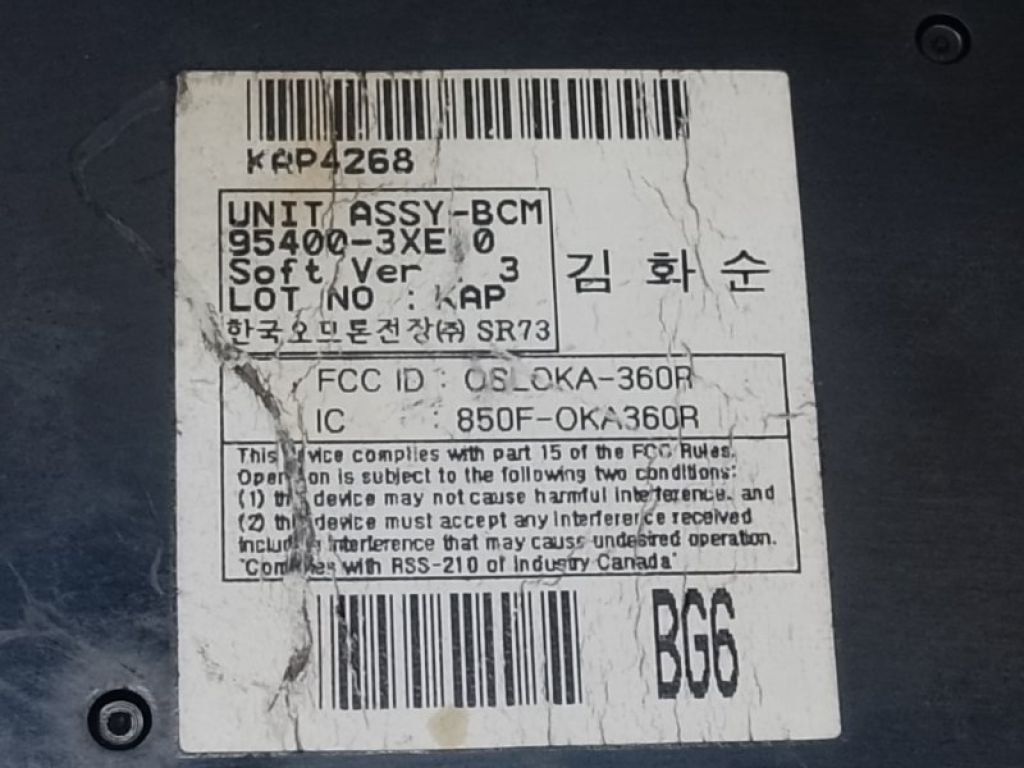 KAP4268
UNIT ASSY-BCM
95400-3XE 0
Soft Ver . 3
LOT NO : KAP
한국오므론전장(주) SR73
김 화 순
FCC ID : OSLOKA-360R
IC : 850F-OKA360R
This device complies with part 15 of the FCC Rules.
Operation is subject to the following two conditions:
(1) this device may not cause harmful interference, and
(2) this device must accept any interference received
including interference that may cause undesired operation.
"Complies with RSS-210 of Industry Canada"
BG6